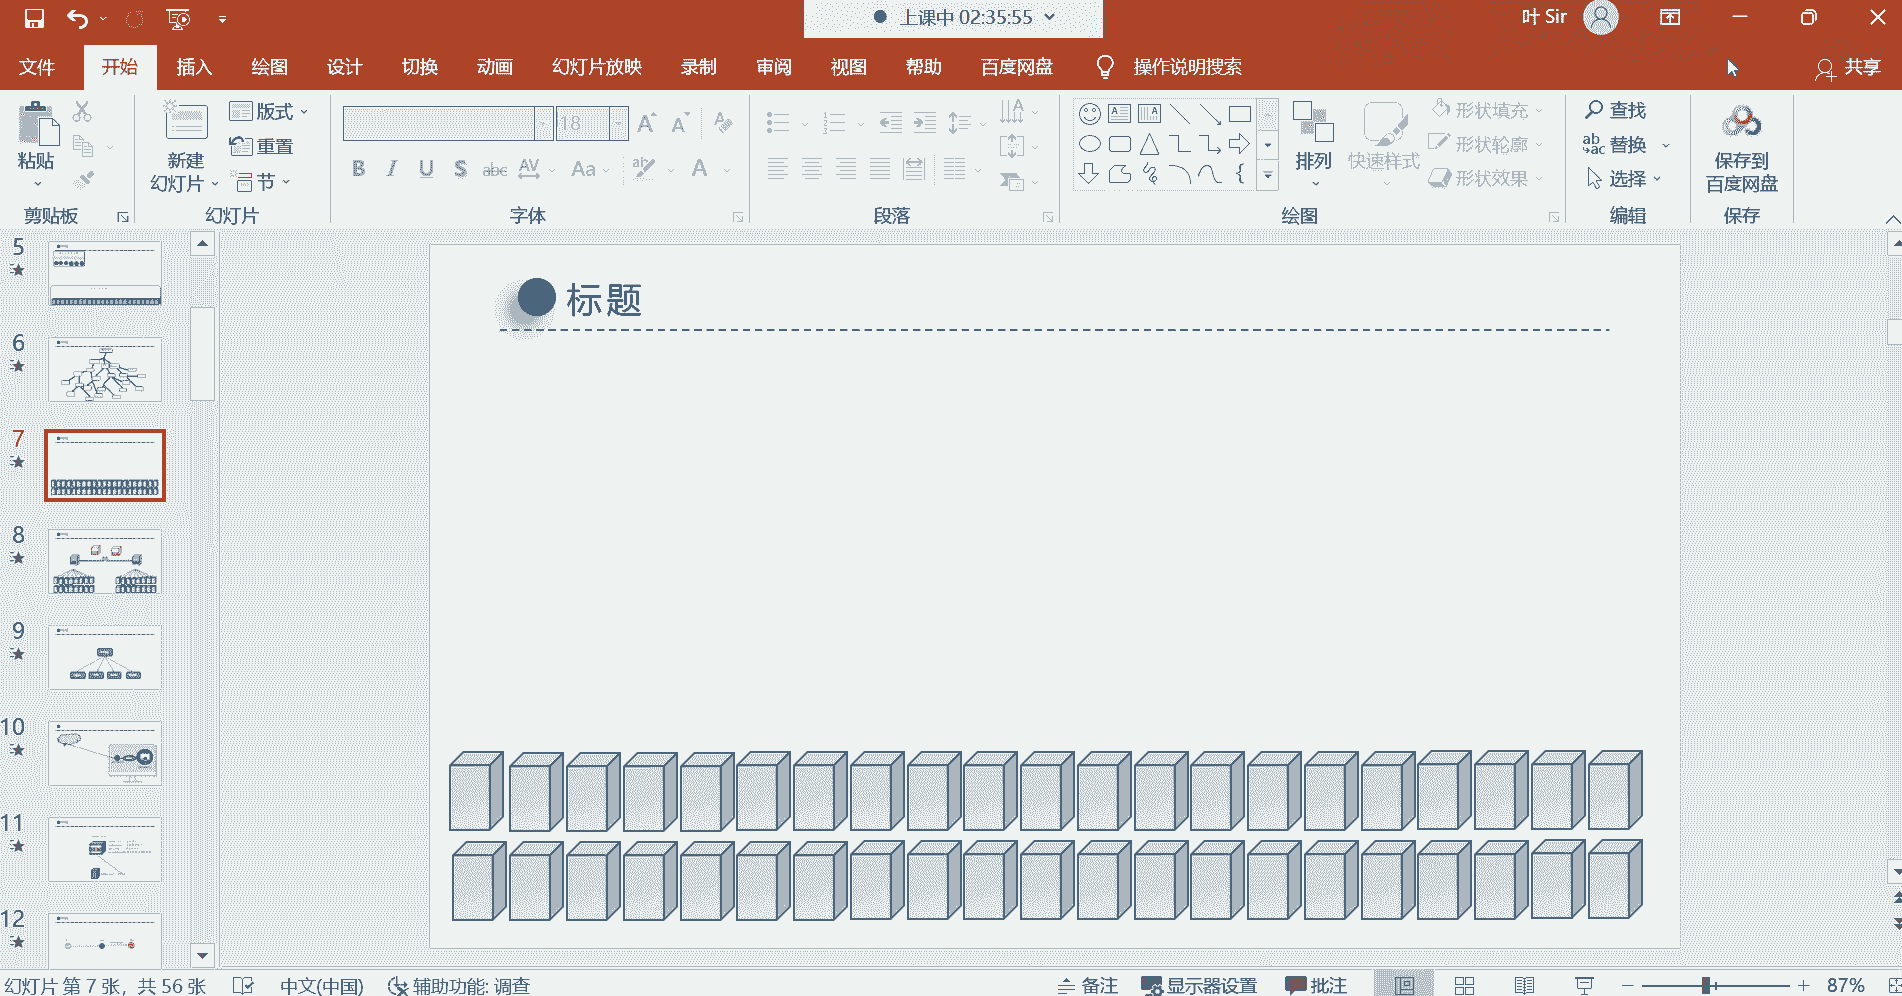 上课中 02:35:55
叶 Sir
文件 开始 插入 绘图 设计 切换 动画 幻灯片放映 录制 审阅 视图 帮助 百度网盘 操作说明搜索 共享
粘贴
剪贴板
新建
幻灯片
版式
重置
节
幻灯片
18
字体
段落
排列
快速样式
形状填充
形状轮廓
形状效果
绘图
查找
替换
选择
编辑
保存到
百度网盘
保存
5
6
7
8
9
10
11
12
标题
幻灯片 第 7 张，共 56 张 中文(中国) 辅助功能: 调查 备注 显示器设置 批注 87%